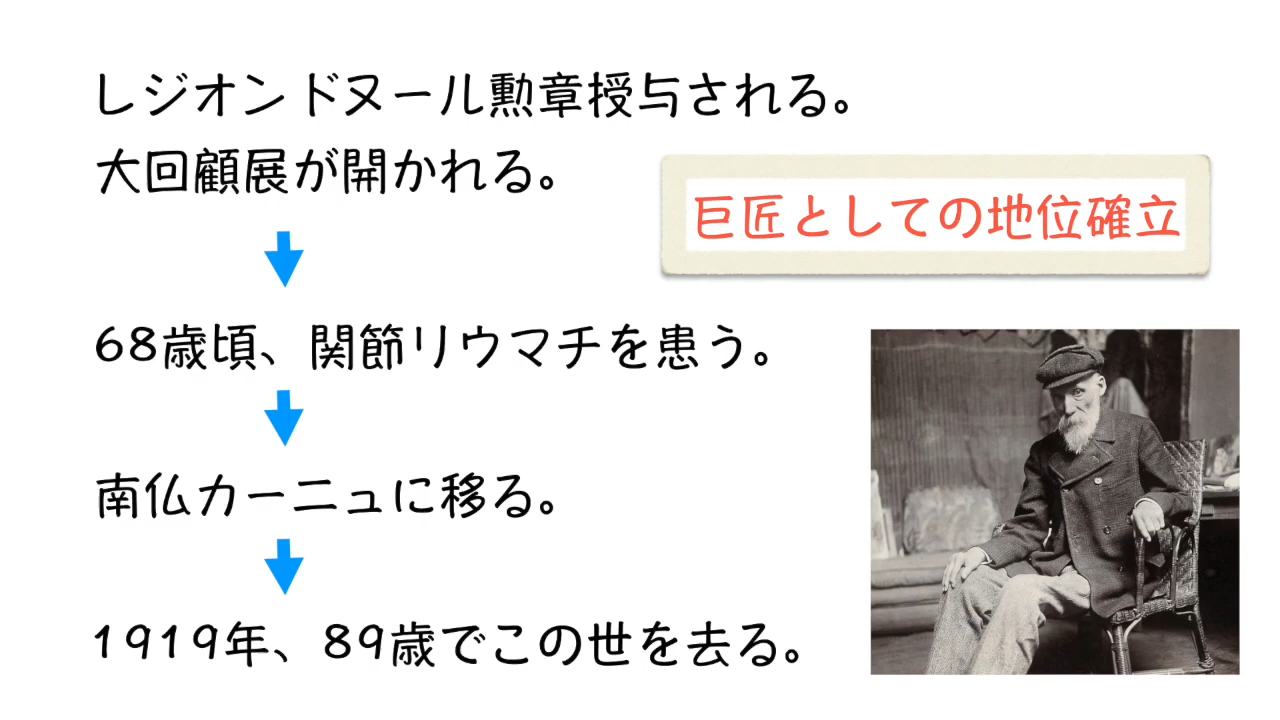 レジオンドヌール勲章授与される。
大回顧展が開かれる。
巨匠としての地位確立
68歳頃、関節リウマチを患う。
南仏カーニュに移る。
1919年、89歳でこの世を去る。